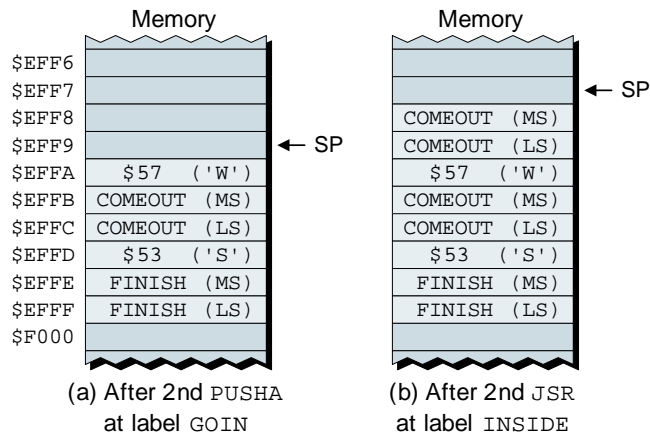 Memory
Memory
$EFF6
$EFF7
← SP
$EFF8
COMEOUT (MS)
$EFF9
← SP
COMEOUT (LS)
$EFFA
$57 ('W')
$57 ('W')
$EFFB
COMEOUT (MS)
COMEOUT (MS)
$EFFC
COMEOUT (LS)
COMEOUT (LS)
$EFFD
$53 ('S')
$53 ('S')
$EFFE
FINISH (MS)
FINISH (MS)
$EFFF
FINISH (LS)
FINISH (LS)
$F000
(a) After 2nd PUSHA
at label GOIN
(b) After 2nd JSR
at label INSIDE